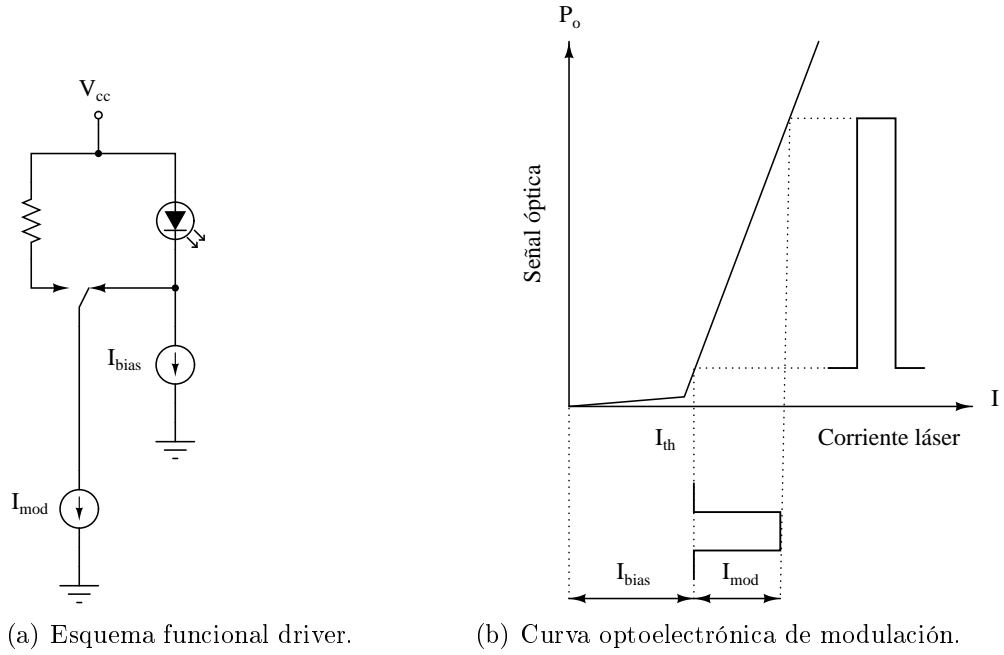 V_cc
I_bias
I_mod
(a) Esquema funcional driver.
P_o
Señal óptica
I
I_th
Corriente láser
I_bias
I_mod
(b) Curva optoelectrónica de modulación.